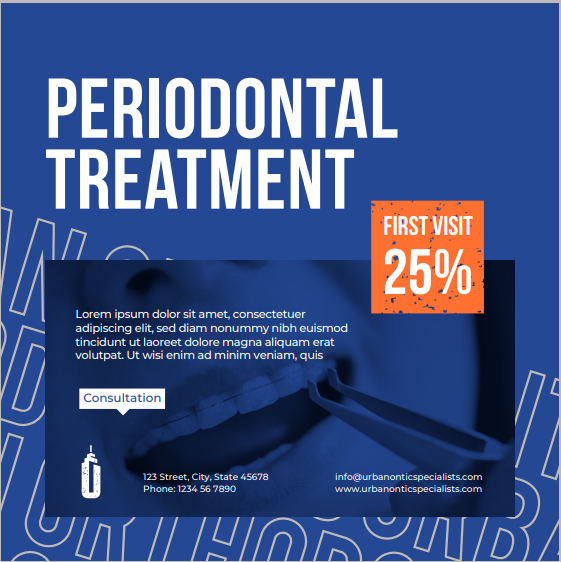 PERIODONTAL
TREATMENT
FIRST VISIT
25%
Lorem ipsum dolor sit amet, consectetuer
adipiscing elit, sed diam nonummy nibh euismod
tincidunt ut laoreet dolore magna aliquam erat
volutpat. Ut wisi enim ad minim veniam, quis
Consultation
123 Street, City, State 45678
Phone: 1234 56 7890
info@urbanonticspecialists.com
www.urbanonticspecialists.com